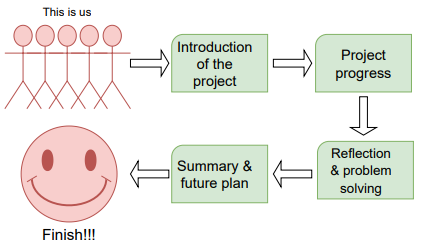 This is us
Introduction
of the
project
Project
progress
Reflection
& problem
solving
Summary &
future plan
Finish!!!